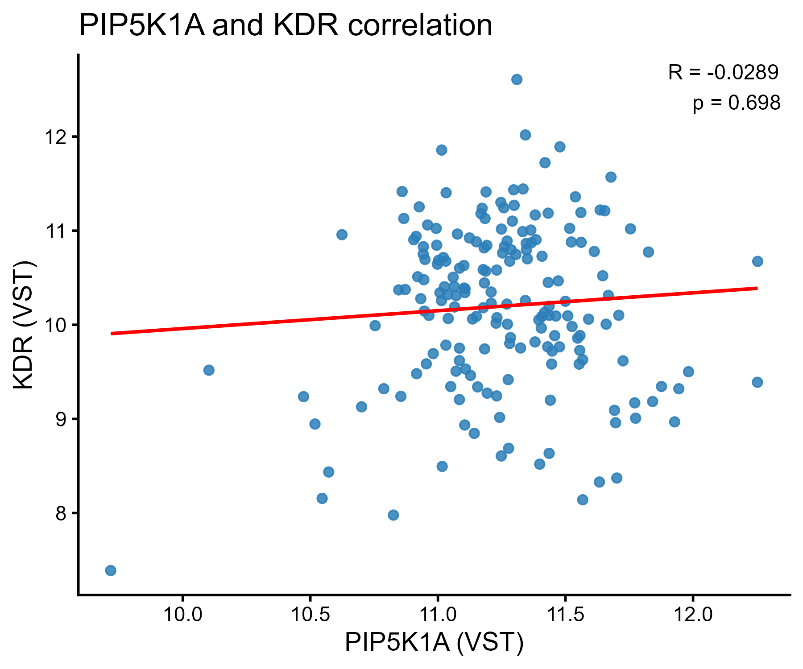 PIP5K1A and KDR correlation
R = -0.0289
p = 0.698
12
11
10
9
8
KDR (VST)
10.0 10.5 11.0 11.5 12.0
PIP5K1A (VST)